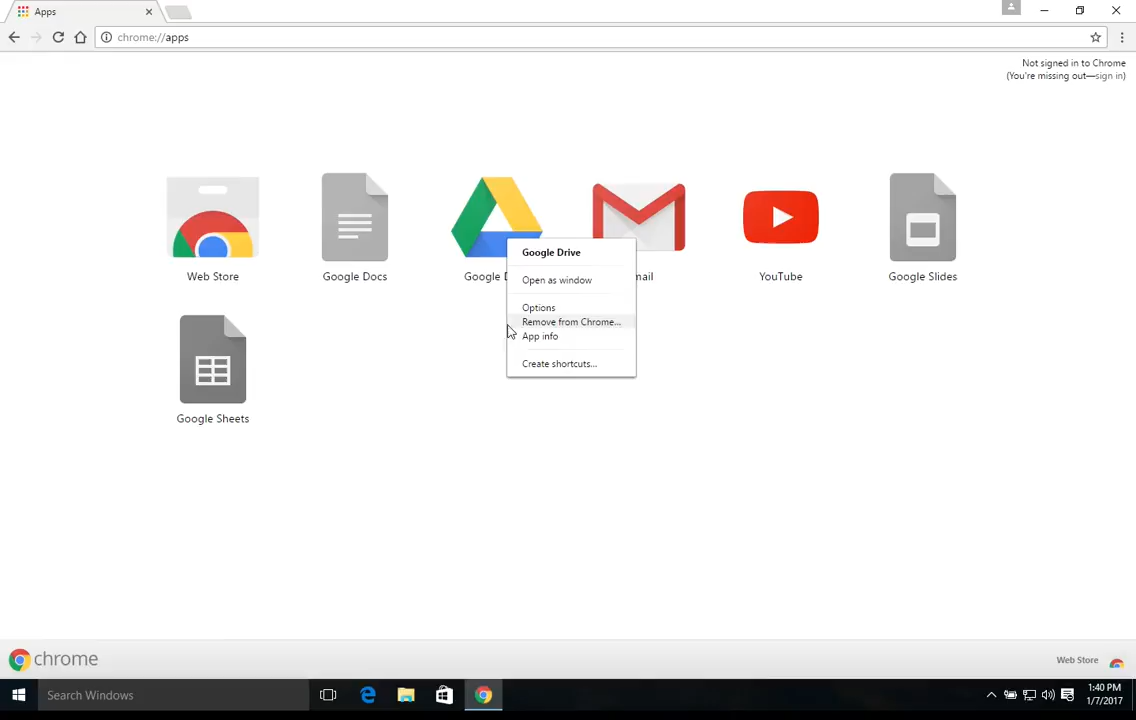 Apps
chrome://apps
Not signed in to Chrome
(You're missing out—sign in)
Web Store
Google Docs
Google D
mail
YouTube
Google Slides
Google Drive
Open as window
Options
Remove from Chrome...
App info
Create shortcuts...
Google Sheets
chrome
Web Store
Search Windows
1:40 PM
1/7/2017